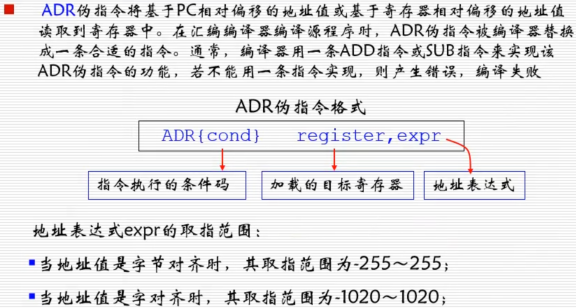 ADR伪指令将基于PC相对偏移的地址值或基于寄存器相对偏移的地址值
读取到寄存器中。在汇编编译器编译源程序时，ADR伪指令被编译器替换
成一条合适的指令。通常，编译器用一条ADD指令或SUB指令来实现该
ADR伪指令的功能，若不能用一条指令实现，则产生错误，编译失败
ADR伪指令格式
ADR{cond} register,expr
指令执行的条件码 加载的目标寄存器 地址表达式
地址表达式expr的取指范围：
当地址值是字节对齐时，其取指范围为-255～255；
当地址值是字对齐时，其取指范围为-1020～1020；